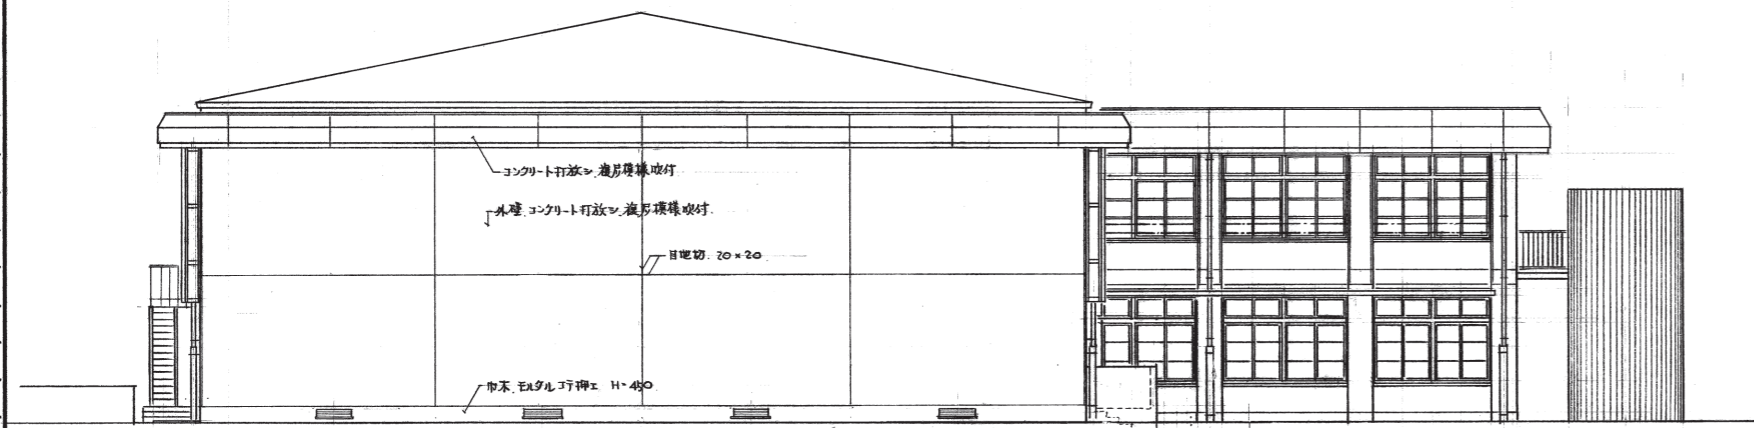 コンクリート打放シ 複層模様吹付
外壁 コンクリート打放シ 複層模様吹付
目地切 20×20
巾木 モルタルコテ押エ H=450